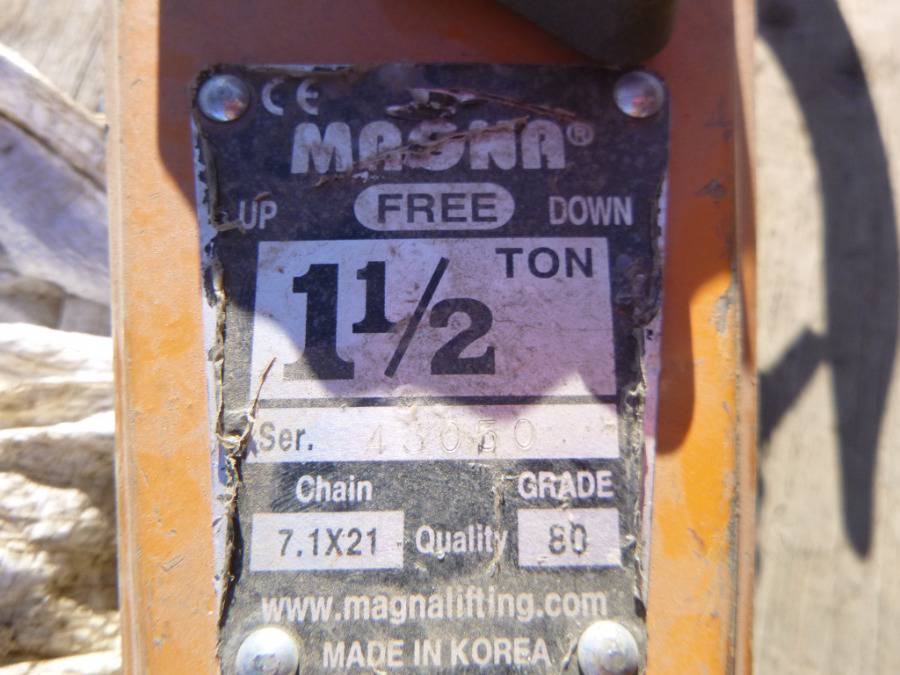 CE
MAGNA®
UP FREE DOWN
1 1/2 TON
Ser. 43050
Chain GRADE
7.1X21 Quality 80
www.magnalifting.com
MADE IN KOREA